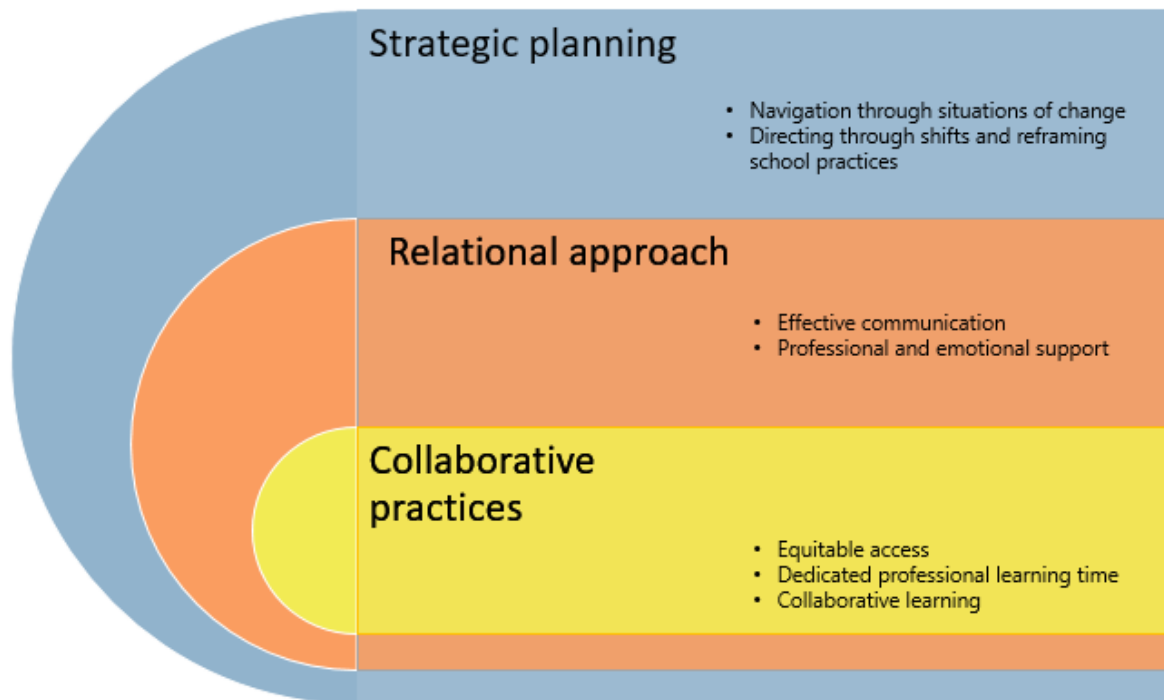 Strategic planning
• Navigation through situations of change
• Directing through shifts and reframing
school practices
Relational approach
• Effective communication
• Professional and emotional support
Collaborative
practices
• Equitable access
• Dedicated professional learning time
• Collaborative learning